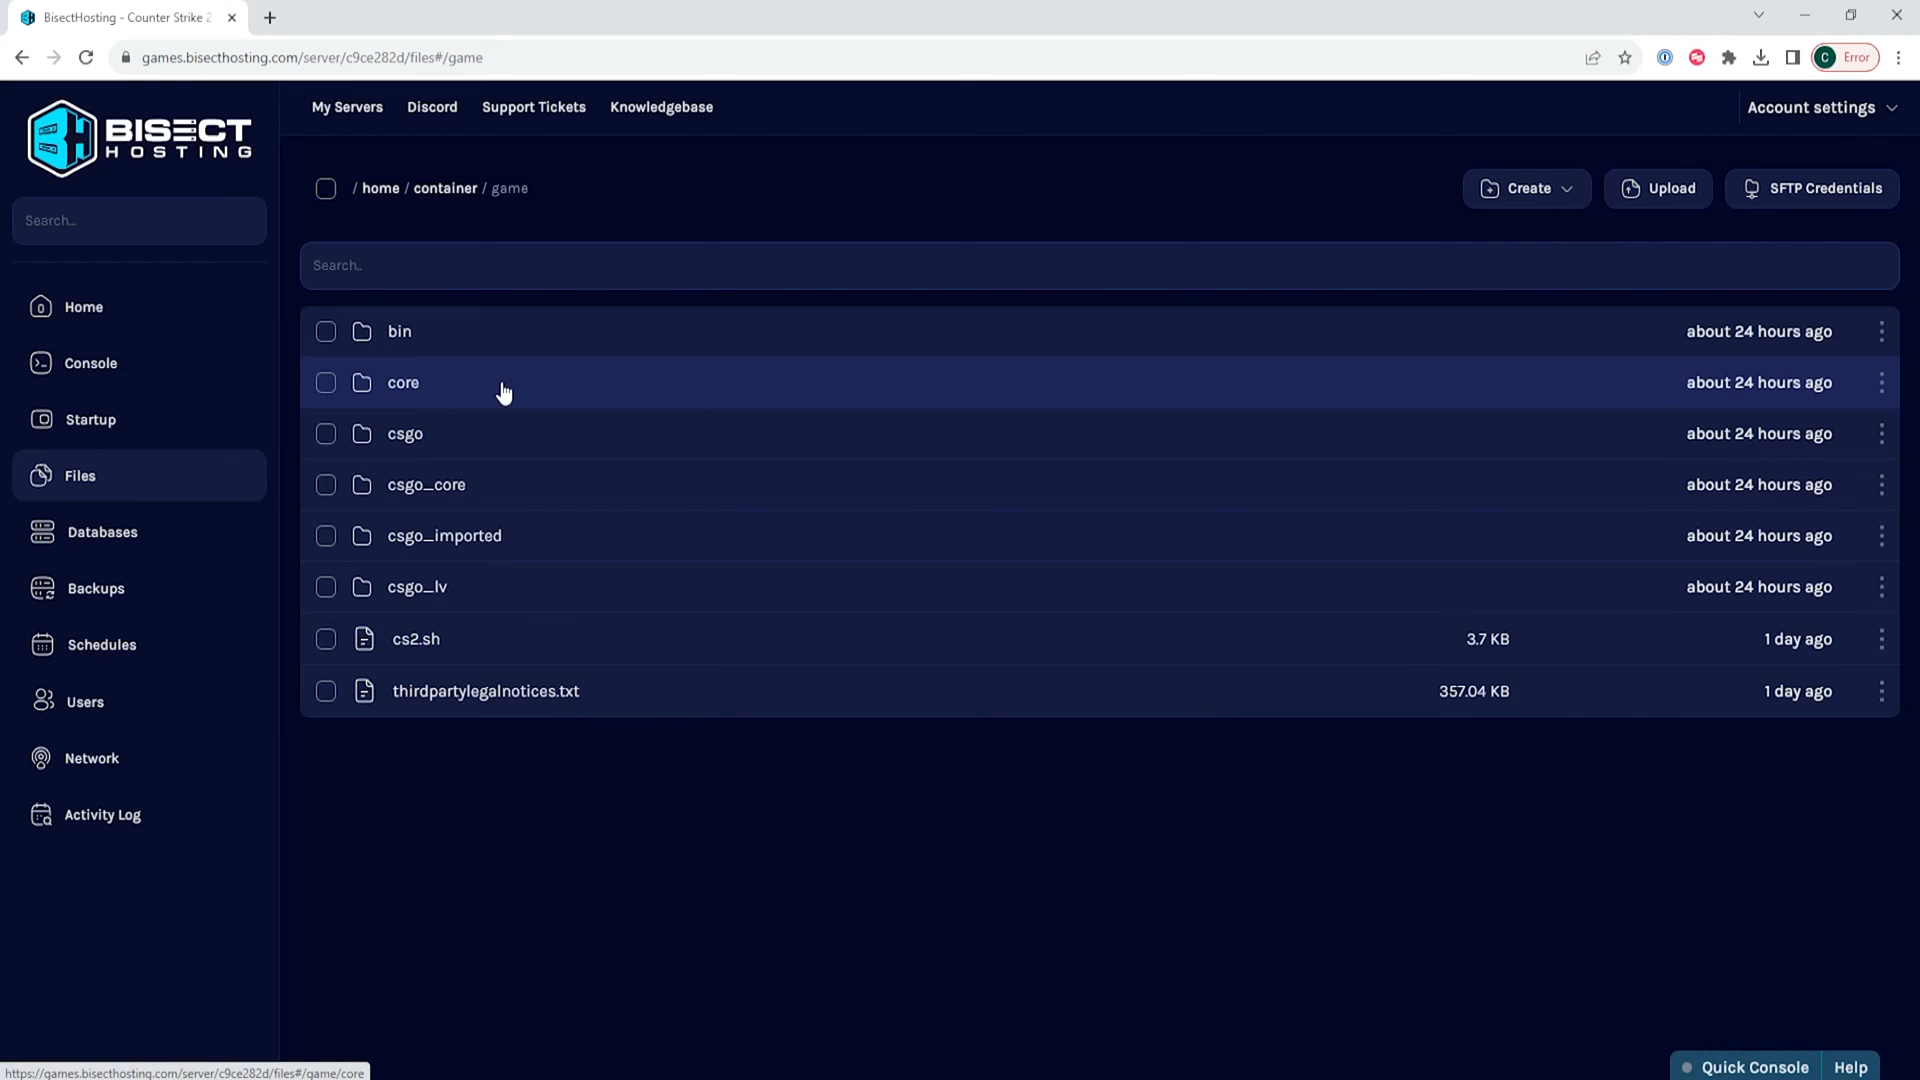 BisectHosting - Counter Strike 2
games.bisecthosting.com/server/c9ce282d/files#/game
C Error
BISECT
HOSTING
My Servers Discord Support Tickets Knowledgebase
Account settings
Search...
/ home / container / game
Create
Upload
SFTP Credentials
Search..
Home
Console
Startup
Files
Databases
Backups
Schedules
Users
Network
Activity Log
bin about 24 hours ago
core about 24 hours ago
csgo about 24 hours ago
csgo_core about 24 hours ago
csgo_imported about 24 hours ago
csgo_lv about 24 hours ago
cs2.sh 3.7 KB 1 day ago
thirdpartylegalnotices.txt 357.04 KB 1 day ago
https://games.bisecthosting.com/server/c9ce282d/files#/game/core
Quick Console Help